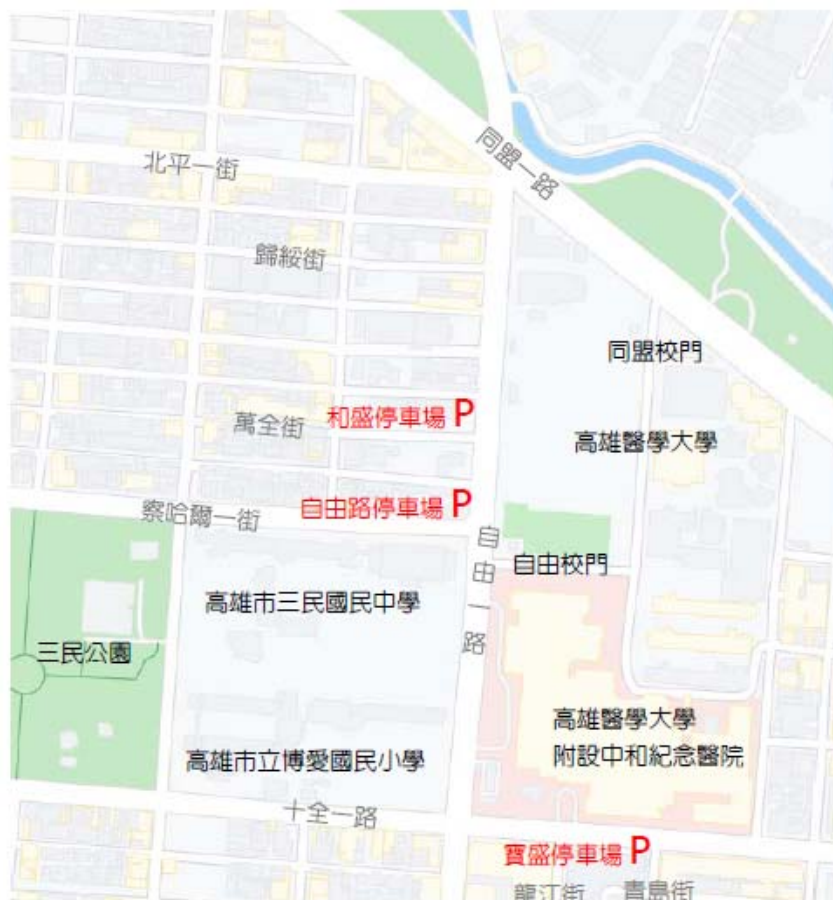 同盟一路
北平一街
歸綏街
同盟校門
和盛停車場 P
萬全街
高雄醫學大學
自由路停車場 P
察哈爾一街
自由一路
自由校門
高雄市三民國民中學
三民公園
高雄醫學大學
附設中和紀念醫院
高雄市立博愛國民小學
十全一路
寶盛停車場 P
龍江街
青島街